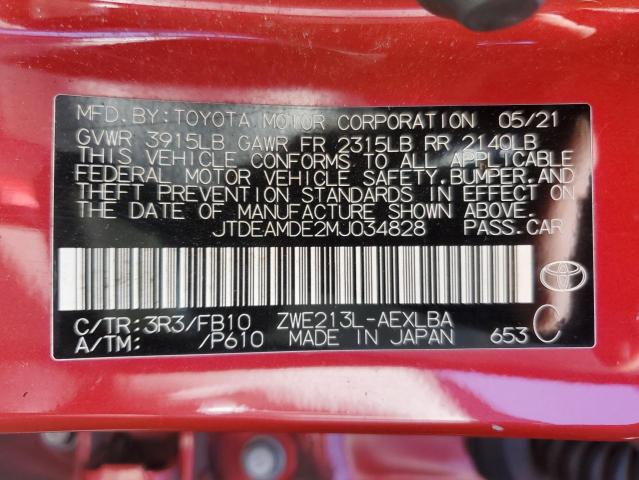 MFD. BY: TOYOTA MOTOR CORPORATION 05/21
GVWR 3915LB GAWR FR 2315LB RR 2140LB
THIS VEHICLE CONFORMS TO ALL APPLICABLE
FEDERAL MOTOR VEHICLE SAFETY, BUMPER, AND
THEFT PREVENTION STANDARDS IN EFFECT ON
THE DATE OF MANUFACTURE SHOWN ABOVE.
JTDEAMDE2MJ034828 PASS. CAR
C/TR: 3R3/FB10 ZWE213L-AEXLBA C
A/TM: /P610 MADE IN JAPAN 653